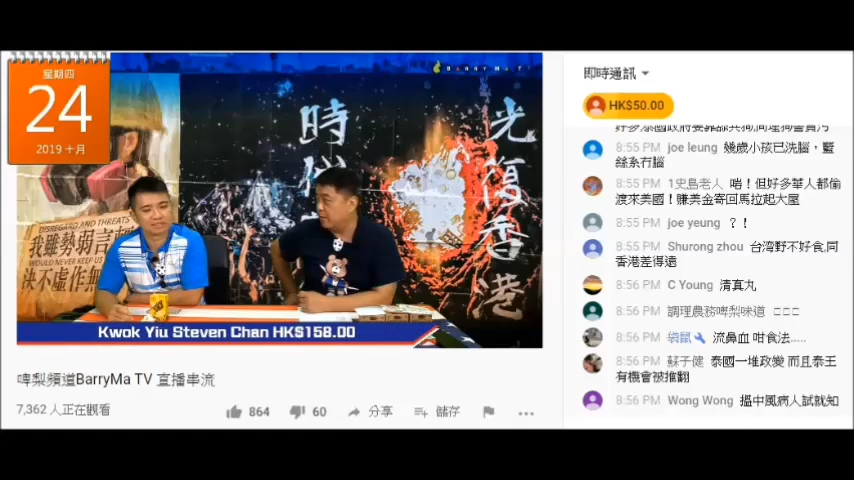 星期四
24
2019 十月
BARRY MA TV
時代
光復香港
DISREGARD AND THREATS
我雖勢弱言輕
WOULD NEVER KEEP US
決不虛作無
Kwok Yiu Steven Chan HK$158.00
啤梨頻道BarryMa TV 直播串流
7,362 人正在觀看
864
60
分享
儲存
即時通訊
HK$50.00
8:55 PM joe leung 幾歲小孩已洗腦，蠶
絲系冇腦
8:55 PM 1史島老人 啱！但好多華人都偷
渡來美國！賺美金寄回馬拉起大屋
8:55 PM joe yeung ？！
8:55 PM Shurong zhou 台湾野不好食,同
香港差得遠
8:56 PM C Young 清真丸
8:56 PM 調理農務啤梨味道 □□□
8:56 PM 袋鼠 流鼻血 咁食法.....
8:56 PM 蘇子健 泰國一堆政變 而且泰王
有機會被推翻
8:56 PM Wong Wong 搵中風病人試就知